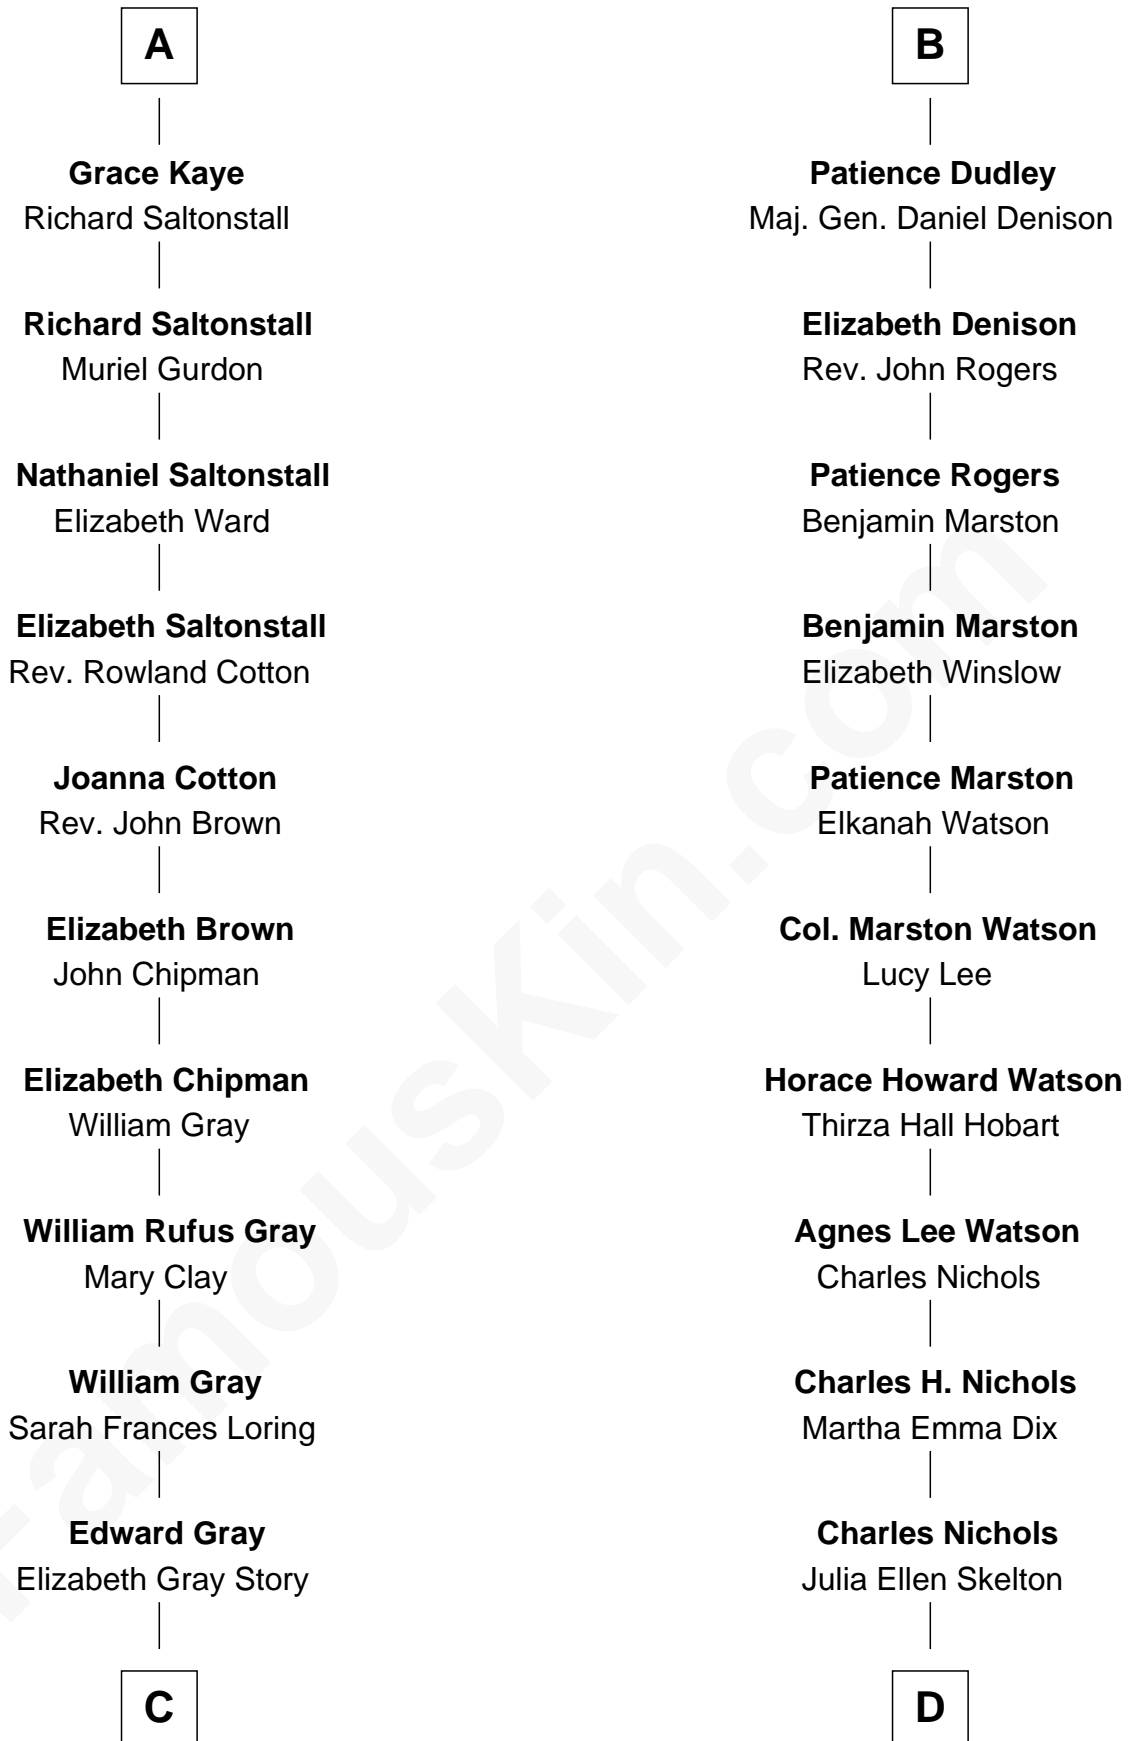 A
Grace Kaye
Richard Saltonstall
Richard Saltonstall
Muriel Gurdon
Nathaniel Saltonstall
Elizabeth Ward
Elizabeth Saltonstall
Rev. Rowland Cotton
Joanna Cotton
Rev. John Brown
Elizabeth Brown
John Chipman
Elizabeth Chipman
William Gray
William Rufus Gray
Mary Clay
William Gray
Sarah Frances Loring
Edward Gray
Elizabeth Gray Story
C
B
Patience Dudley
Maj. Gen. Daniel Denison
Elizabeth Denison
Rev. John Rogers
Patience Rogers
Benjamin Marston
Benjamin Marston
Elizabeth Winslow
Patience Marston
Elkanah Watson
Col. Marston Watson
Lucy Lee
Horace Howard Watson
Thirza Hall Hobart
Agnes Lee Watson
Charles Nichols
Charles H. Nichols
Martha Emma Dix
Charles Nichols
Julia Ellen Skelton
D
FamousKin.com